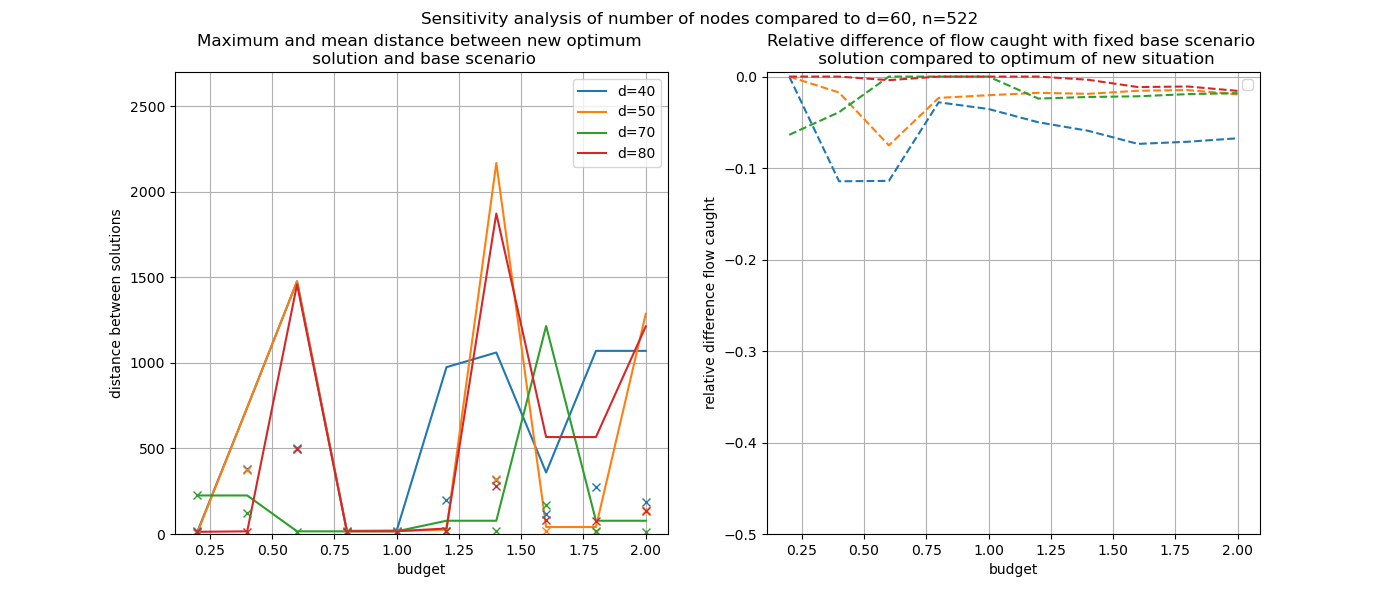 Sensitivity analysis of number of nodes compared to d=60, n=522
Maximum and mean distance between new optimum
solution and base scenario
2500
2000
1500
1000
500
0
distance between solutions
0.25 0.50 0.75 1.00 1.25 1.50 1.75 2.00
budget
d=40
d=50
d=70
d=80
Relative difference of flow caught with fixed base scenario
solution compared to optimum of new situation
0.0
−0.1
−0.2
−0.3
−0.4
−0.5
relative difference flow caught
0.25 0.50 0.75 1.00 1.25 1.50 1.75 2.00
budget